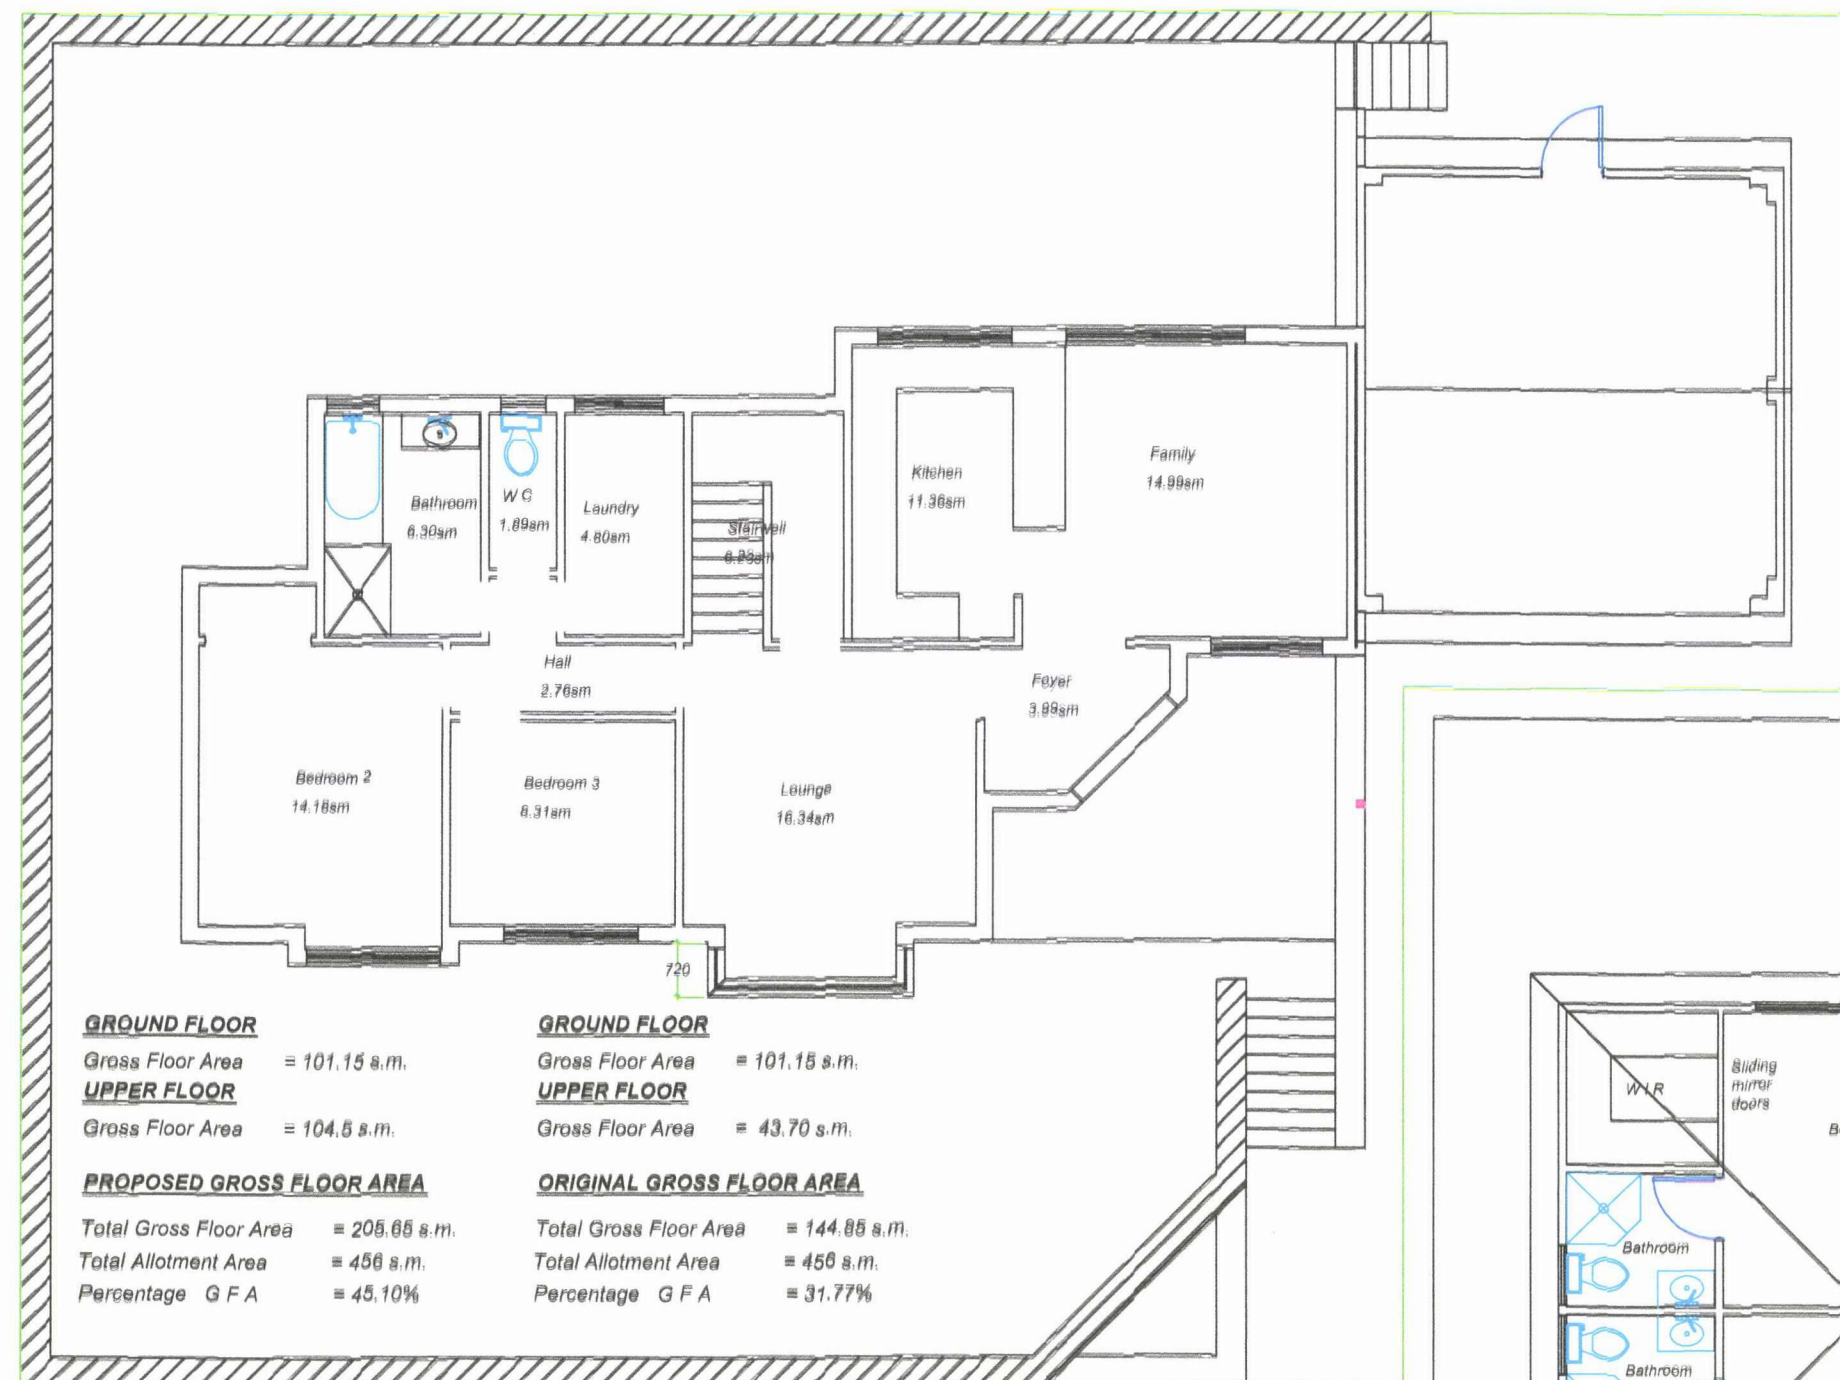 Family
14.99sm
Kitchen
11.36sm
Bathroom
6.30sm
W C
1.89sm
Laundry
4.80sm
Stairwell
Hall
2.76sm
Foyer
3.99sm
Bedroom 2
14.18sm
Bedroom 3
8.31sm
Lounge
16.34sm
720
GROUND FLOOR
Gross Floor Area = 101.15 s.m.
UPPER FLOOR
Gross Floor Area = 104.5 s.m.
PROPOSED GROSS FLOOR AREA
Total Gross Floor Area = 205.65 s.m.
Total Allotment Area = 456 s.m.
Percentage G F A = 45.10%
GROUND FLOOR
Gross Floor Area = 101.15 s.m.
UPPER FLOOR
Gross Floor Area = 43.70 s.m.
ORIGINAL GROSS FLOOR AREA
Total Gross Floor Area = 144.85 s.m.
Total Allotment Area = 456 s.m.
Percentage G F A = 31.77%
W I R
Sliding
mirror
doors
Bathroom
Bathroom